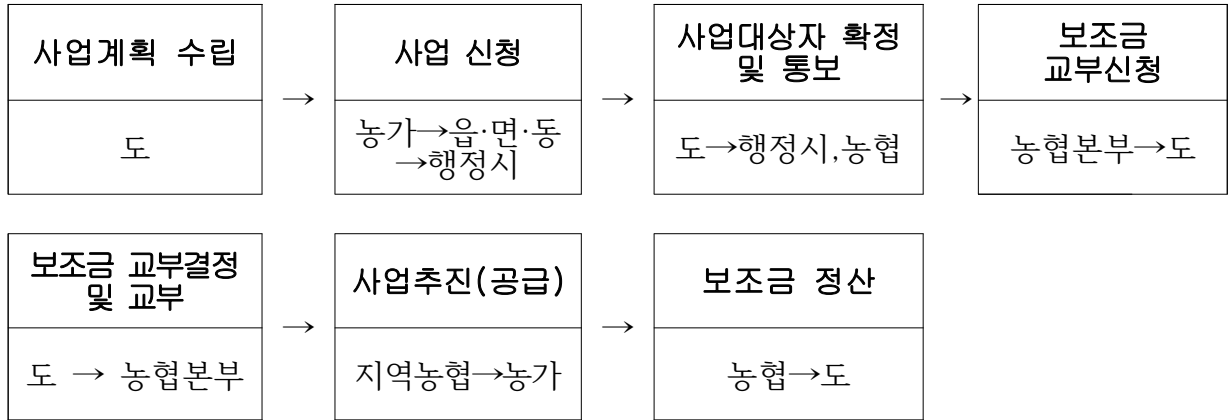 사업계획 수립
도
→
사업 신청
농가→읍·면·동
→행정시
→
사업대상자 확정
및 통보
도→행정시,농협
→
보조금
교부신청
농협본부→도
보조금 교부결정
및 교부
도 → 농협본부
→
사업추진(공급)
지역농협→농가
→
보조금 정산
농협→도